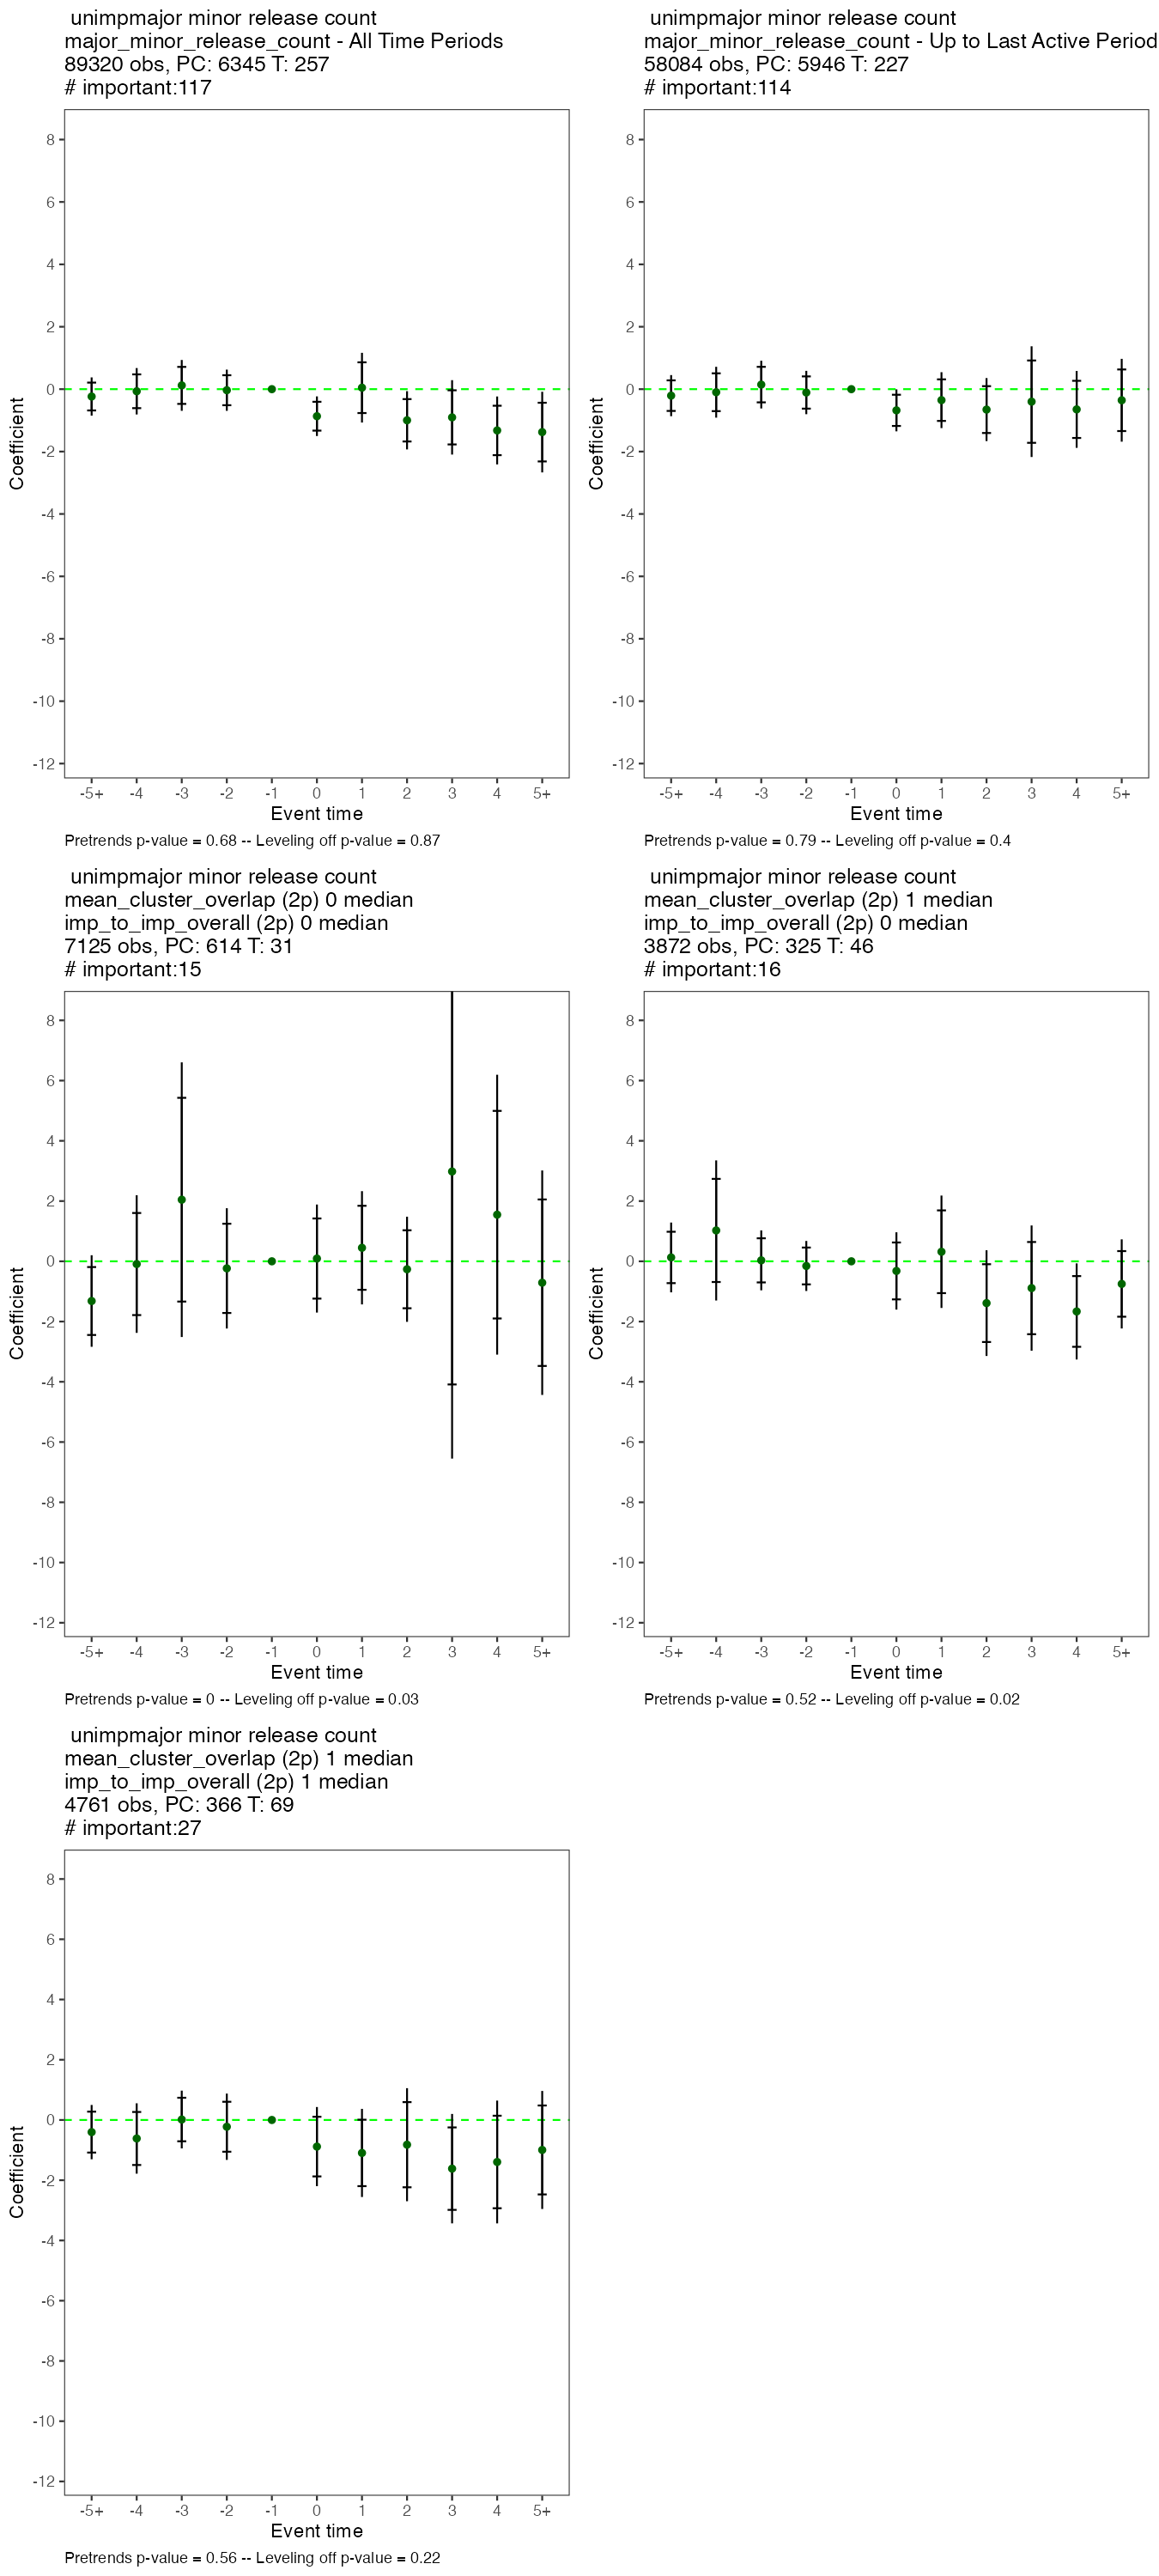 unimpmajor minor release count
major_minor_release_count - All Time Periods
89320 obs, PC: 6345 T: 257
# important:117
8
6
4
2
0
-2
-4
-6
-8
-10
-12
Coefficient
-5+ -4 -3 -2 -1 0 1 2 3 4 5+
Event time
Pretrends p-value = 0.68 -- Leveling off p-value = 0.87
unimpmajor minor release count
major_minor_release_count - Up to Last Active Period
58084 obs, PC: 5946 T: 227
# important:114
8
6
4
2
0
-2
-4
-6
-8
-10
-12
Coefficient
-5+ -4 -3 -2 -1 0 1 2 3 4 5+
Event time
Pretrends p-value = 0.79 -- Leveling off p-value = 0.4
unimpmajor minor release count
mean_cluster_overlap (2p) 0 median
imp_to_imp_overall (2p) 0 median
7125 obs, PC: 614 T: 31
# important:15
8
6
4
2
0
-2
-4
-6
-8
-10
-12
Coefficient
-5+ -4 -3 -2 -1 0 1 2 3 4 5+
Event time
Pretrends p-value = 0 -- Leveling off p-value = 0.03
unimpmajor minor release count
mean_cluster_overlap (2p) 1 median
imp_to_imp_overall (2p) 0 median
3872 obs, PC: 325 T: 46
# important:16
8
6
4
2
0
-2
-4
-6
-8
-10
-12
Coefficient
-5+ -4 -3 -2 -1 0 1 2 3 4 5+
Event time
Pretrends p-value = 0.52 -- Leveling off p-value = 0.02
unimpmajor minor release count
mean_cluster_overlap (2p) 1 median
imp_to_imp_overall (2p) 1 median
4761 obs, PC: 366 T: 69
# important:27
8
6
4
2
0
-2
-4
-6
-8
-10
-12
Coefficient
-5+ -4 -3 -2 -1 0 1 2 3 4 5+
Event time
Pretrends p-value = 0.56 -- Leveling off p-value = 0.22